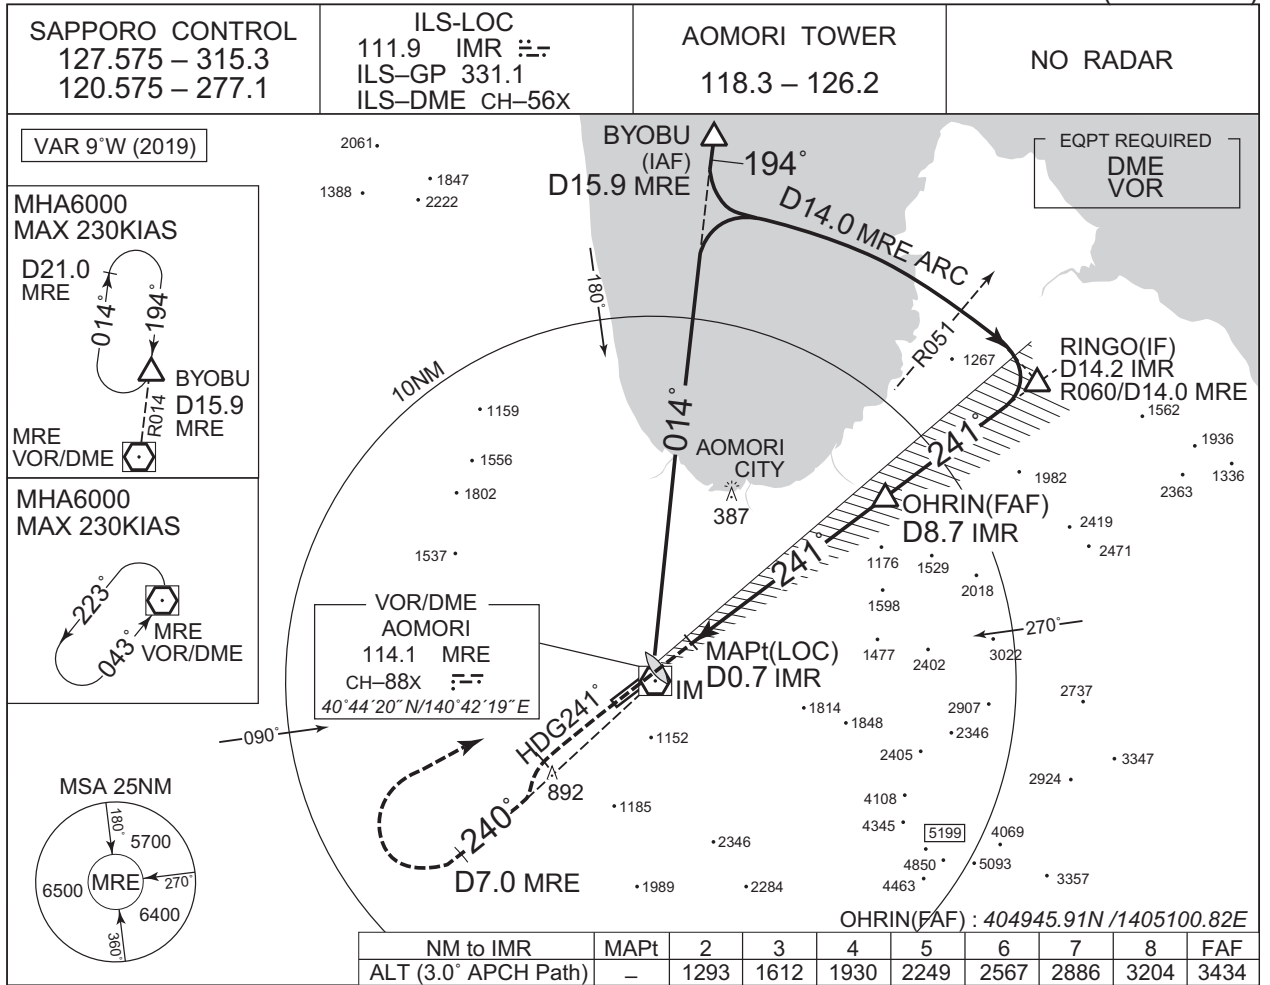 SAPPORO CONTROL
127.575 – 315.3
120.575 – 277.1
ILS-LOC
111.9 IMR
ILS–GP 331.1
ILS–DME CH–56X
AOMORI TOWER
118.3 – 126.2
NO RADAR
VAR 9˚W (2019)
EQPT REQUIRED
DME
VOR
BYOBU
(IAF)
D15.9 MRE
194˚
D14.0 MRE ARC
2061
1847
1388
2222
180˚
R051
1267
RINGO(IF)
D14.2 IMR
R060/D14.0 MRE
MHA6000
MAX 230KIAS
D21.0
MRE
014˚
194˚
BYOBU
D15.9
MRE
R014
MRE
VOR/DME
10NM
014˚
241˚
1159
1556
1802
1537
AOMORI
CITY
387
1562
1936
1336
2363
1982
OHRIN(FAF)
D8.7 IMR
2419
2471
241˚
1176
1529
2018
1598
MHA6000
MAX 230KIAS
223˚
043˚
MRE
VOR/DME
VOR/DME
AOMORI
114.1 MRE
CH–88X
40˚44´20˝N/140˚42´19˝E
270˚
1477
2402
3022
MAPt(LOC)
D0.7 IMR
IM
2737
1814
1848
2907
2346
2405
3347
2924
090˚
HDG241˚
892
1152
1185
2346
1989
2284
4108
4345
5199
4069
4850
5093
4463
3357
240˚
D7.0 MRE
MSA 25NM
180˚
5700
MRE
270˚
6500
6400
360˚
OHRIN(FAF) : 404945.91N /1405100.82E
NM to IMR MAPt 2 3 4 5 6 7 8 FAF
ALT (3.0˚ APCH Path) – 1293 1612 1930 2249 2567 2886 3204 3434